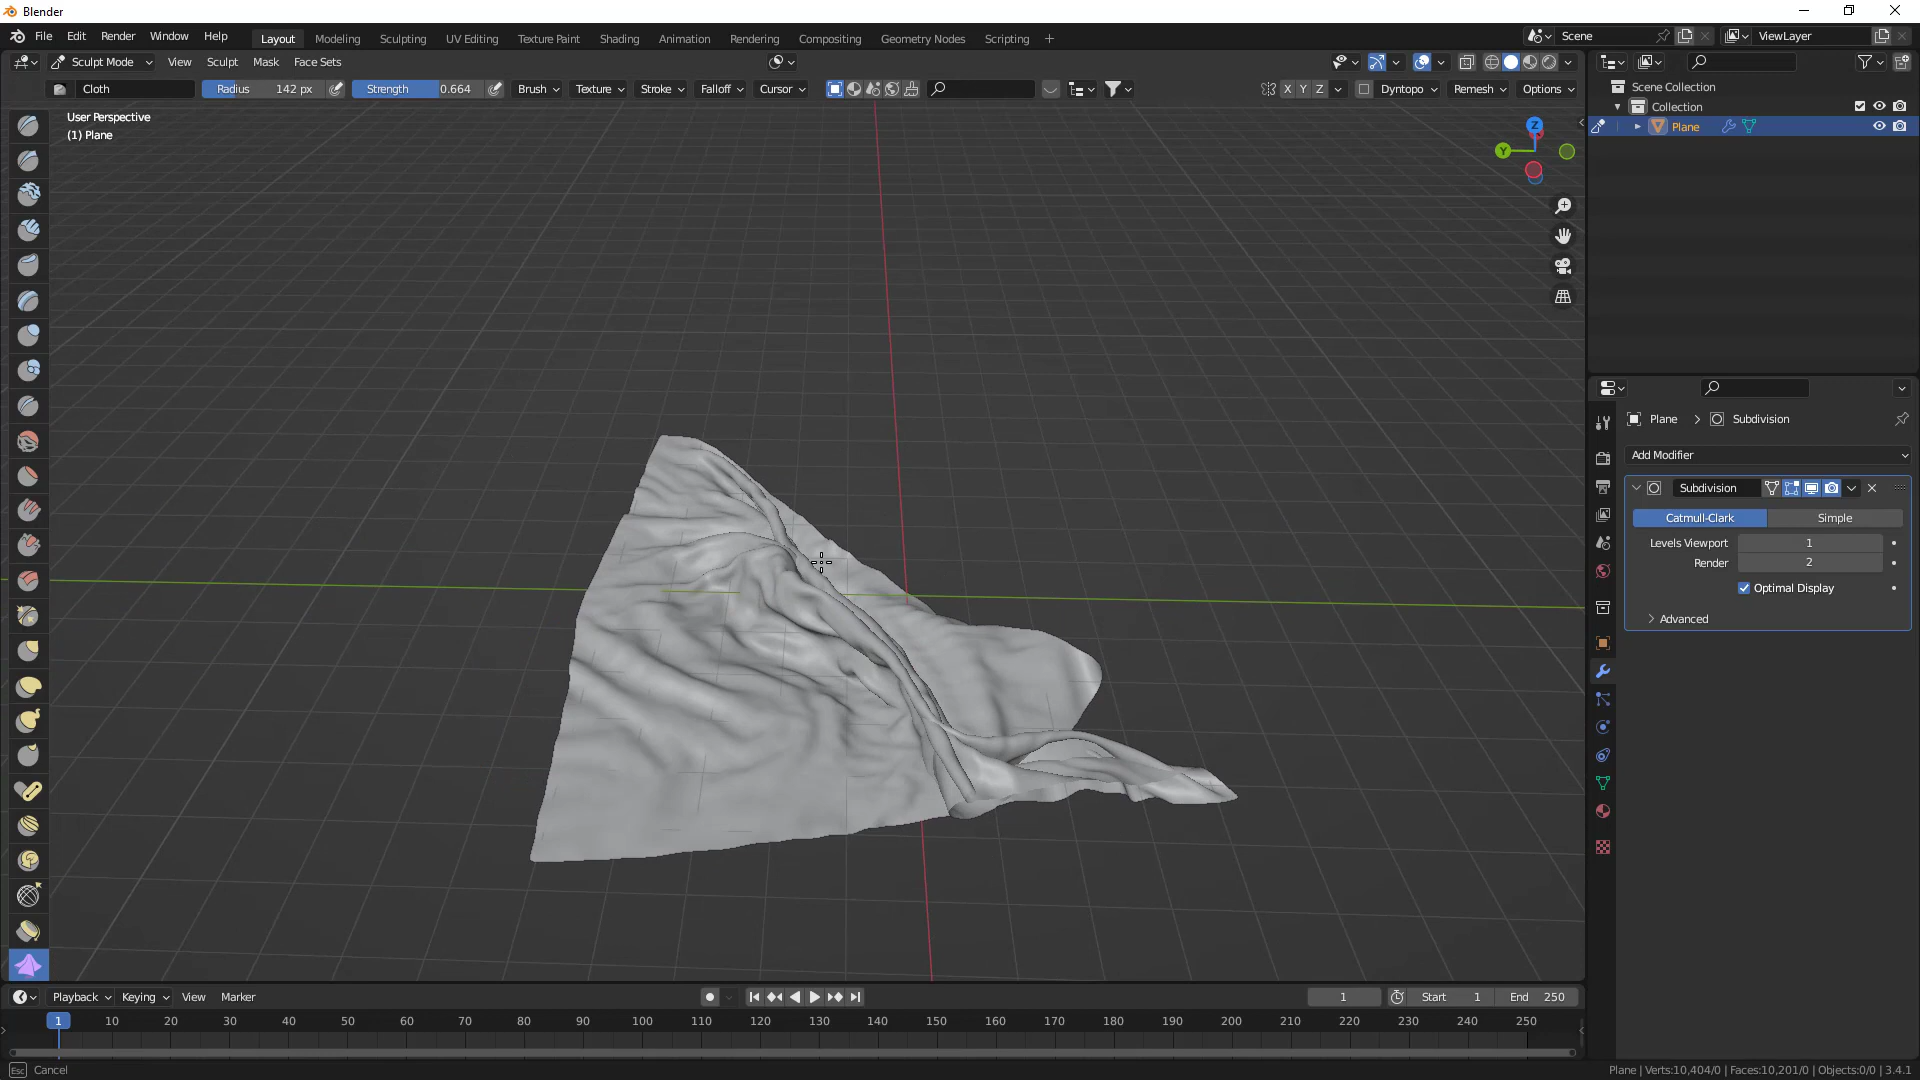 Blender
File Edit Render Window Help Layout Modeling Sculpting UV Editing Texture Paint Shading Animation Rendering Compositing Geometry Nodes Scripting + Scene ViewLayer
Sculpt Mode View Sculpt Mask Face Sets
Cloth Radius 142 px Strength 0.664 Brush Texture Stroke Falloff Cursor X Y Z Dyntopo Remesh Options
User Perspective
(1) Plane
Z
Y
Scene Collection
Collection
Plane
Plane > Subdivision
Add Modifier
Subdivision
Catmull-Clark Simple
Levels Viewport 1
Render 2
Optimal Display
Advanced
Playback Keying View Marker 1 Start 1 End 250
1 10 20 30 40 50 60 70 80 90 100 110 120 130 140 150 160 170 180 190 200 210 220 230 240 250
Esc Cancel Plane | Verts:10,404/0 | Faces:10,201/0 | Objects:0/0 | 3.4.1